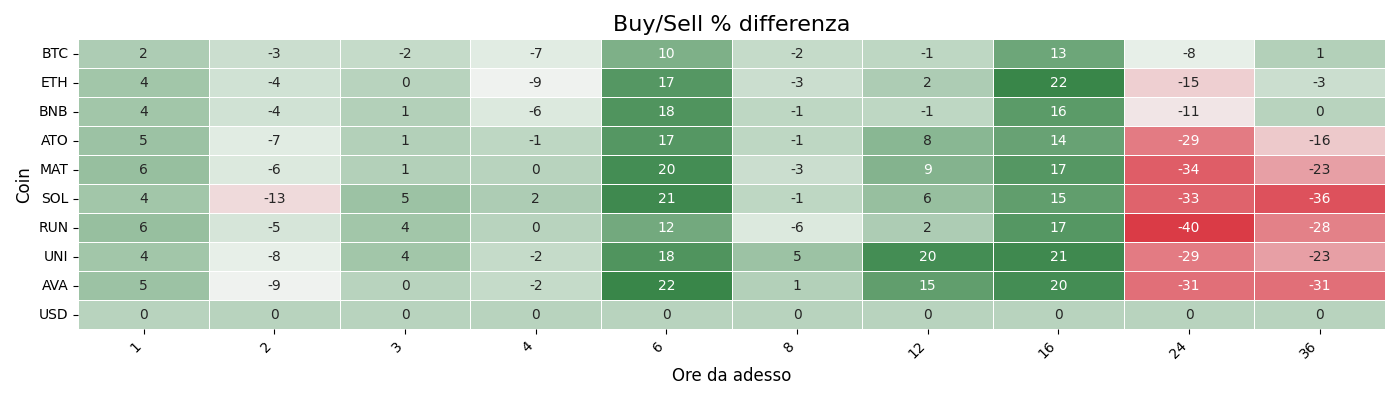 Buy/Sell % differenza
Coin
BTC 2 -3 -2 -7 10 -2 -1 13 -8 1
ETH 4 -4 0 -9 17 -3 2 22 -15 -3
BNB 4 -4 1 -6 18 -1 -1 16 -11 0
ATO 5 -7 1 -1 17 -1 8 14 -29 -16
MAT 6 -6 1 0 20 -3 9 17 -34 -23
SOL 4 -13 5 2 21 -1 6 15 -33 -36
RUN 6 -5 4 0 12 -6 2 17 -40 -28
UNI 4 -8 4 -2 18 5 20 21 -29 -23
AVA 5 -9 0 -2 22 1 15 20 -31 -31
USD 0 0 0 0 0 0 0 0 0 0
1 2 3 4 6 8 12 16 24 36
Ore da adesso